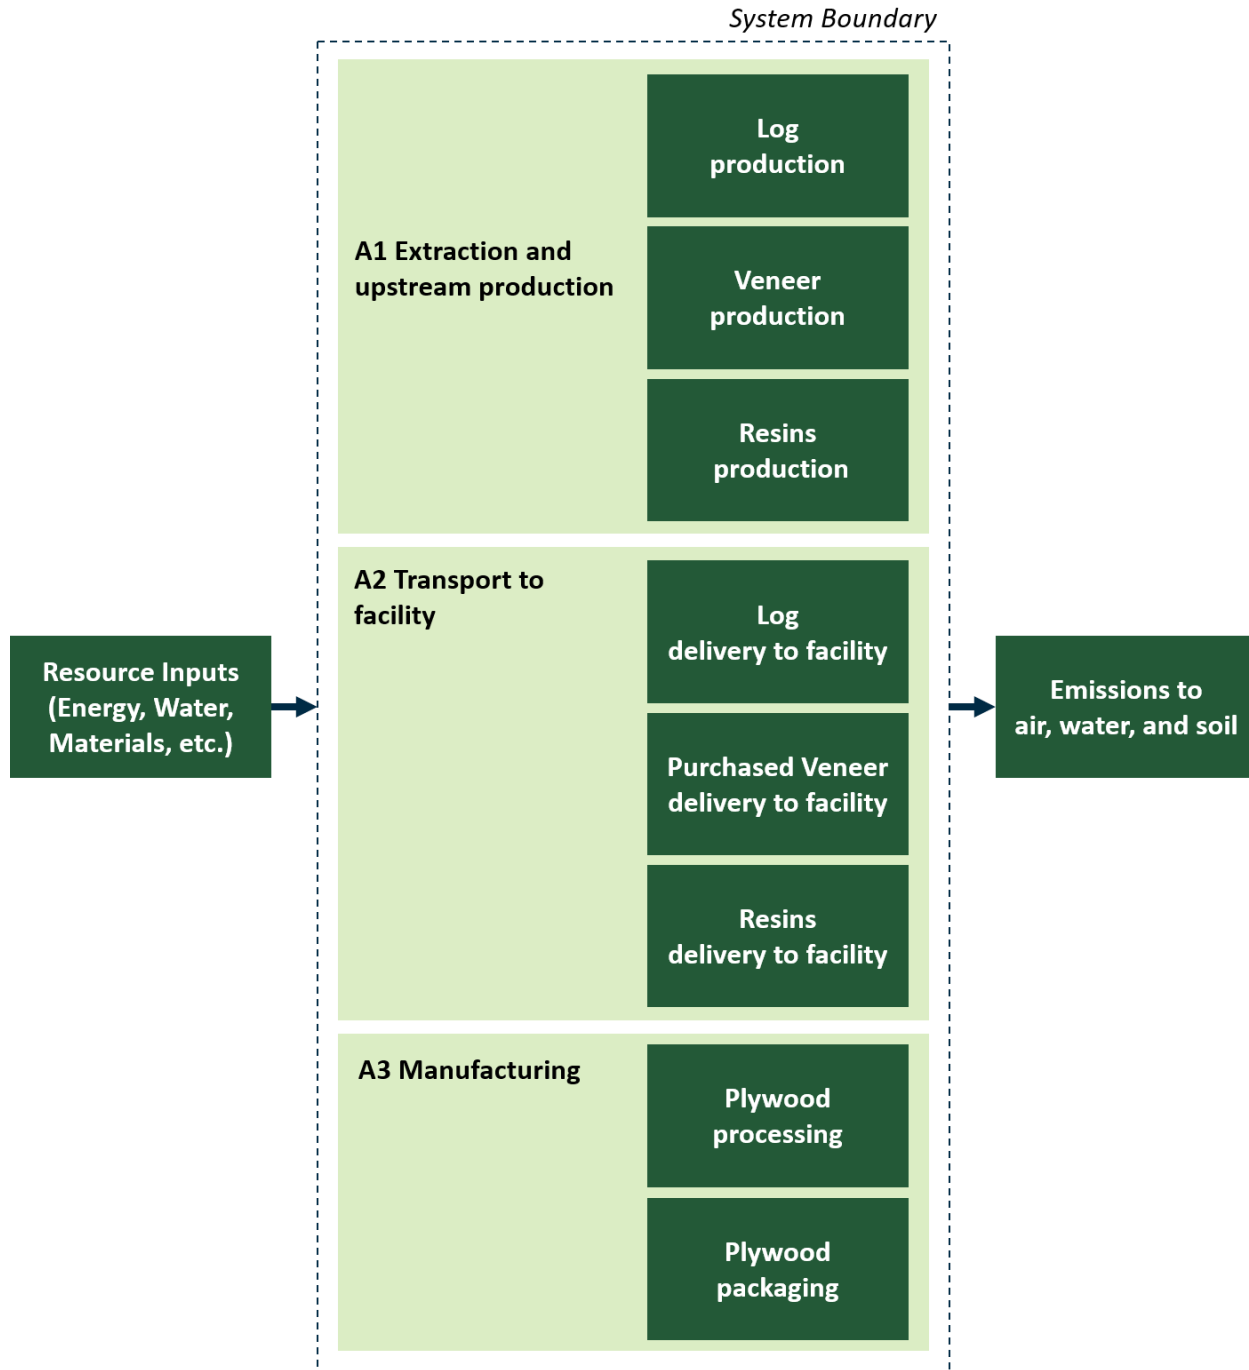 System Boundary
Log
production
A1 Extraction and
upstream production
Veneer
production
Resins
production
A2 Transport to
facility
Log
delivery to facility
Resource Inputs
(Energy, Water,
Materials, etc.)
Emissions to
air, water, and soil
Purchased Veneer
delivery to facility
Resins
delivery to facility
A3 Manufacturing
Plywood
processing
Plywood
packaging